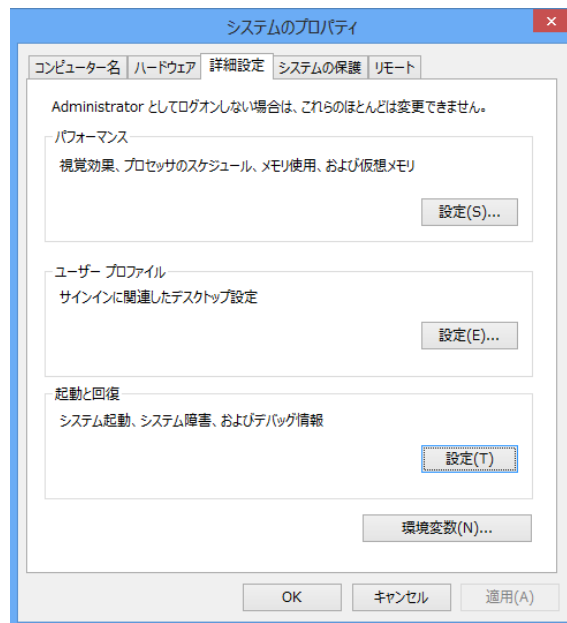 システムのプロパティ
コンピューター名 ハードウェア 詳細設定 システムの保護 リモート
Administrator としてログオンしない場合は、これらのほとんどは変更できません。
パフォーマンス
視覚効果、プロセッサのスケジュール、メモリ使用、および仮想メモリ
設定(S)...
ユーザー プロファイル
サインインに関連したデスクトップ設定
設定(E)...
起動と回復
システム起動、システム障害、およびデバッグ情報
設定(T)
環境変数(N)...
OK キャンセル 適用(A)